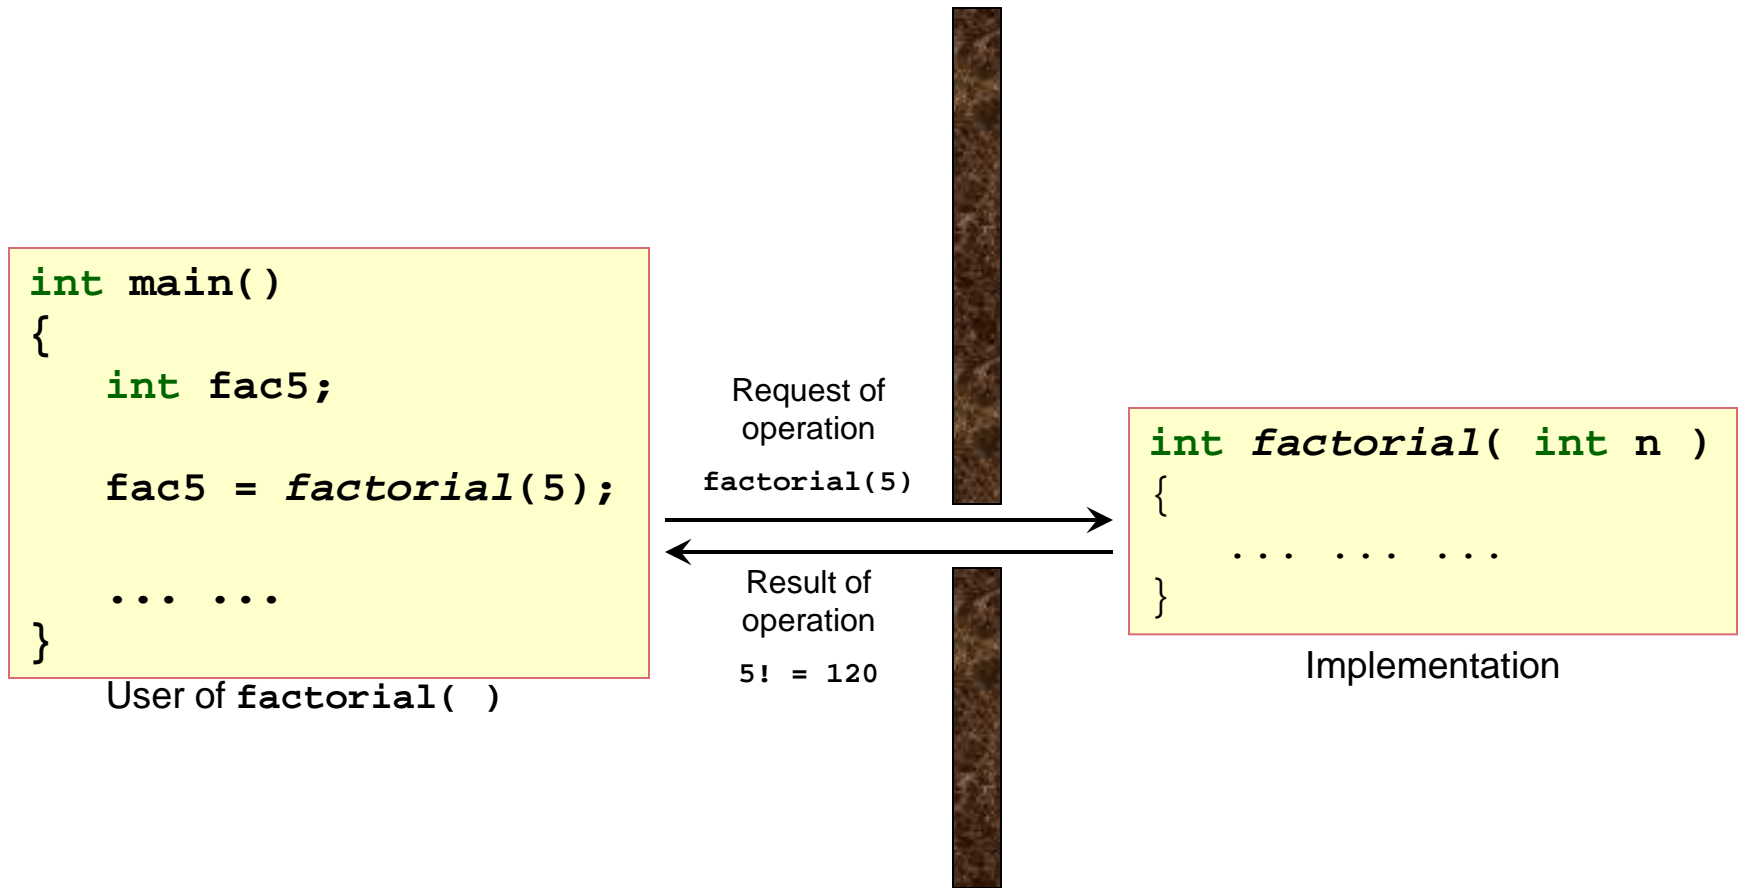 int main()
{
int fac5;
fac5 = factorial(5);
... ...
}
User of factorial( )
Request of
operation
factorial(5)
Result of
operation
5! = 120
int factorial( int n )
{
... ... ...
}
Implementation